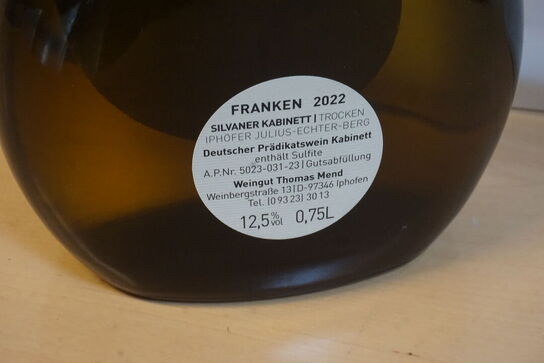 FRANKEN 2022
SILVANER KABINETT | TROCKEN
IPHÖFER JULIUS-ECHTER-BERG
Deutscher Prädikatswein Kabinett
enthält Sulfite
A.P.Nr. 5023-031-23 | Gutsabfüllung
Weingut Thomas Mend
Weinbergstraße 13 | D-97346 Iphofen
Tel. (0 93 23) 30 13
12,5 % vol 0,75L